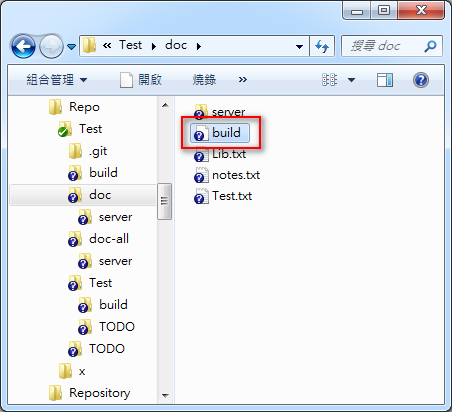 « Test doc
搜尋 doc
組合管理 開啟 燒錄 »
Repo
Test
.git
build
doc
server
doc-all
server
Test
build
TODO
TODO
x
Repository
server
build
Lib.txt
notes.txt
Test.txt